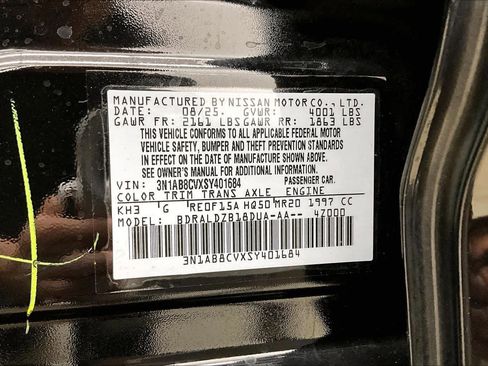 MANUFACTURED BY NISSAN MOTOR CO., LTD.
DATE: 08/25. GVWR: 4001 LBS
GAWR FR: 2161 LBS GAWR RR: 1863 LBS
THIS VEHICLE CONFORMS TO ALL APPLICABLE FEDERAL MOTOR
VEHICLE SAFETY, BUMPER AND THEFT PREVENTION STANDARDS
IN EFFECT ON THE DATE OF MANUFACTURE SHOWN ABOVE.
SEE OWNER'S MANUAL FOR ADDITIONAL INFORMATION.
VIN: 3N1AB8CVXSY401684 PASSENGER CAR.
COLOR TRIM TRANS AXLE ENGINE
KH3 G RE0F15A HQ50 MR20 1997 CC
MODEL: BDRALDZB18DUA-AA-- 4Z000
3N1AB8CVXSY401684